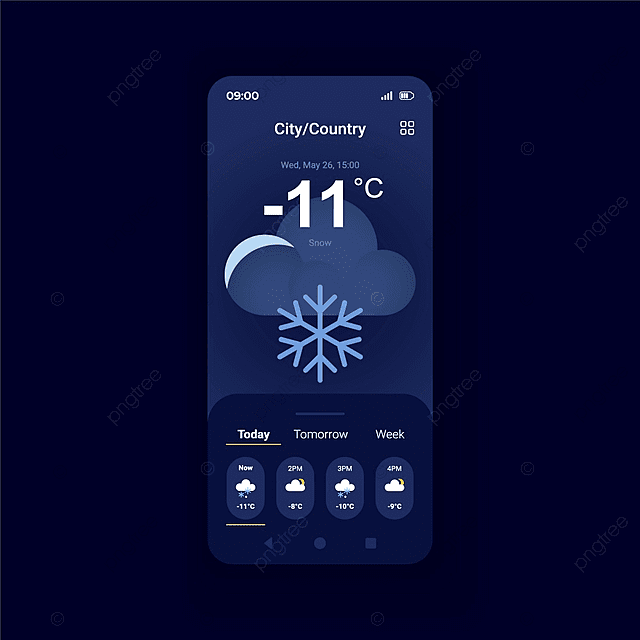 09:00
City/Country
Wed, May 26, 15:00
-11°C
Snow
Today Tomorrow Week
Now 2PM 3PM 4PM
-11°C -8°C -10°C -9°C
pngtree
pngtree
pngtree
pngtree
pngtree
pngtree
pngtree
pngtree